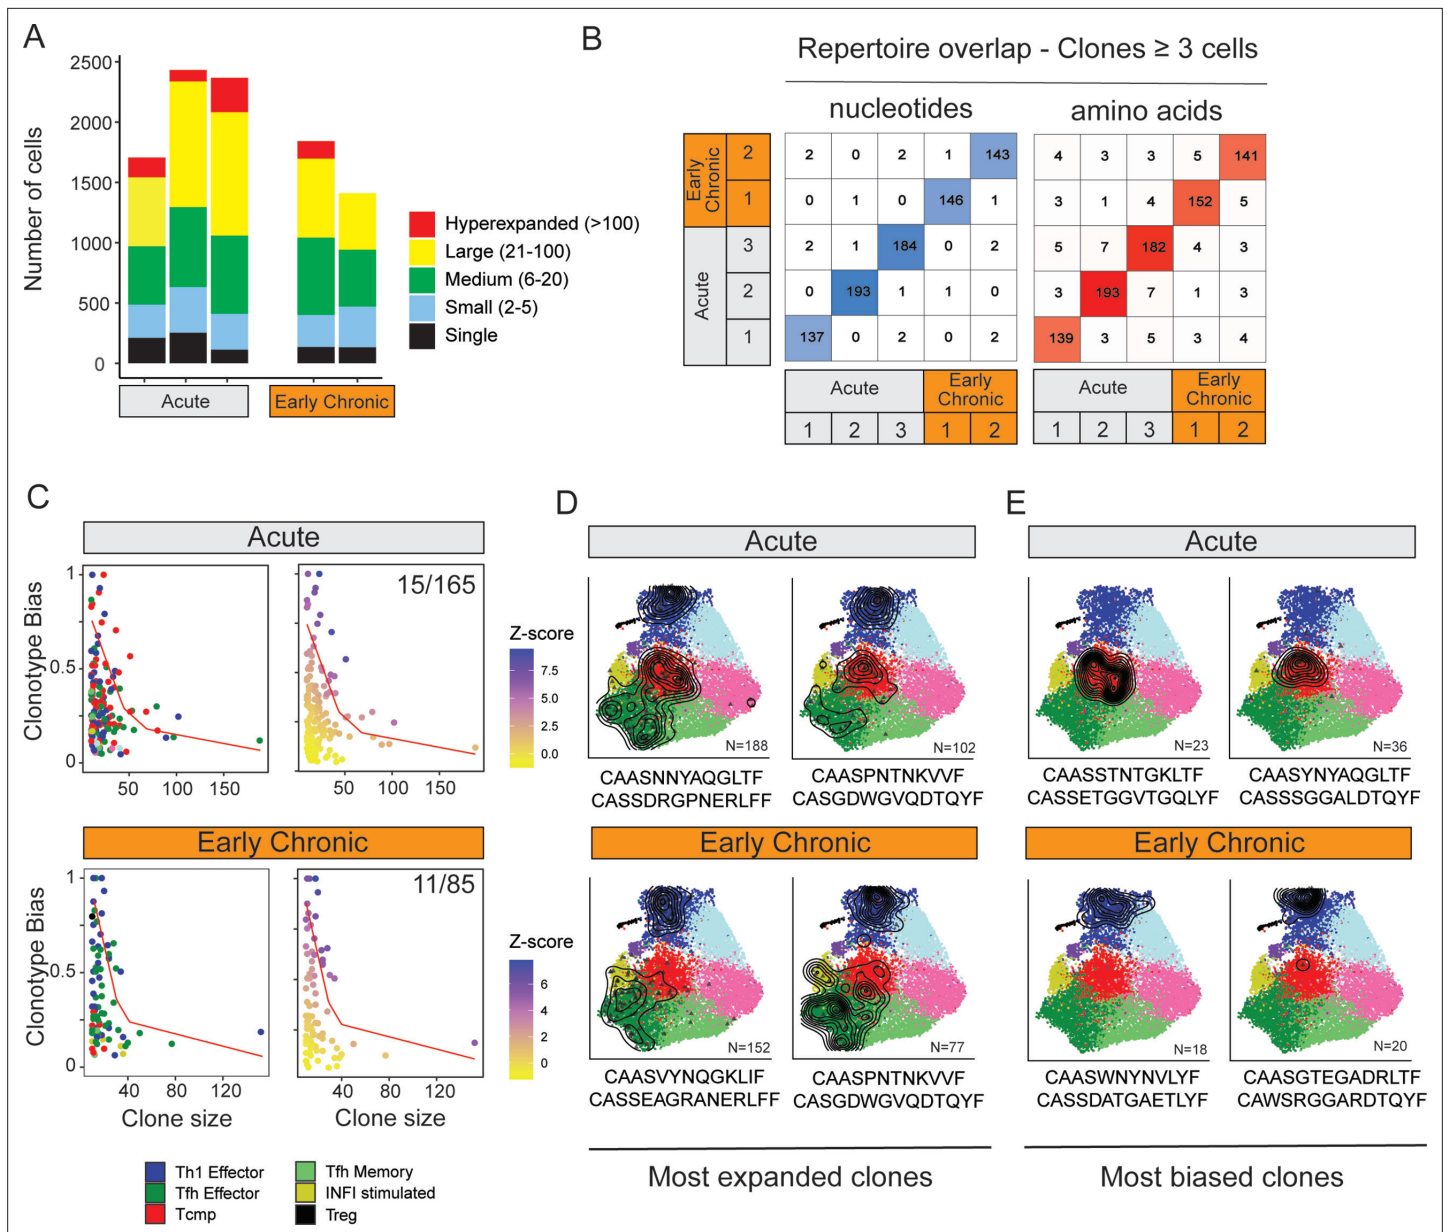 A
Number of cells
2500
2000
1500
1000
500
0
Acute
Early Chronic
Hyperexpanded (>100)
Large (21-100)
Medium (6-20)
Small (2-5)
Single
B
Repertoire overlap - Clones ≥ 3 cells
nucleotides
amino acids
Early Chronic
Acute
2 2 0 2 1 143 4 3 3 5 141
1 0 1 0 146 1 3 1 4 152 5
3 2 1 184 0 2 5 7 182 4 3
2 0 193 1 1 0 3 193 7 1 3
1 137 0 2 0 2 139 3 5 3 4
Acute
Early Chronic
Acute
Early Chronic
1 2 3 1 2
1 2 3 1 2
C
Acute
Clonotype Bias
1
0.5
0
50 100 150
15/165
50 100 150
Z-score
7.5
5.0
2.5
0.0
Early Chronic
Clonotype Bias
1
0.5
0
40 80 120
Clone size
11/85
40 80 120
Clone size
Z-score
6
4
2
0
Th1 Effector
Tfh Effector
Tcmp
Tfh Memory
INFI stimulated
Treg
D
Acute
N=188
CAASNNYAQGLTF
CASSDRGPNERLFF
N=102
CAASPNTNKVVF
CASGDWGVQDTQYF
Early Chronic
N=152
CAASVYNQGKLIF
CASSEAGRANERLFF
N=77
CAASPNTNKVVF
CASGDWGVQDTQYF
Most expanded clones
E
Acute
N=23
CAASSTNTGKLTF
CASSETGGVTGQLYF
N=36
CAASYNYAQGLTF
CASSSGGALDTQYF
Early Chronic
N=18
CAASWNYNVLYF
CASSDATGAETLYF
N=20
CAASGTEGADRLTF
CAWSRGGARDTQYF
Most biased clones